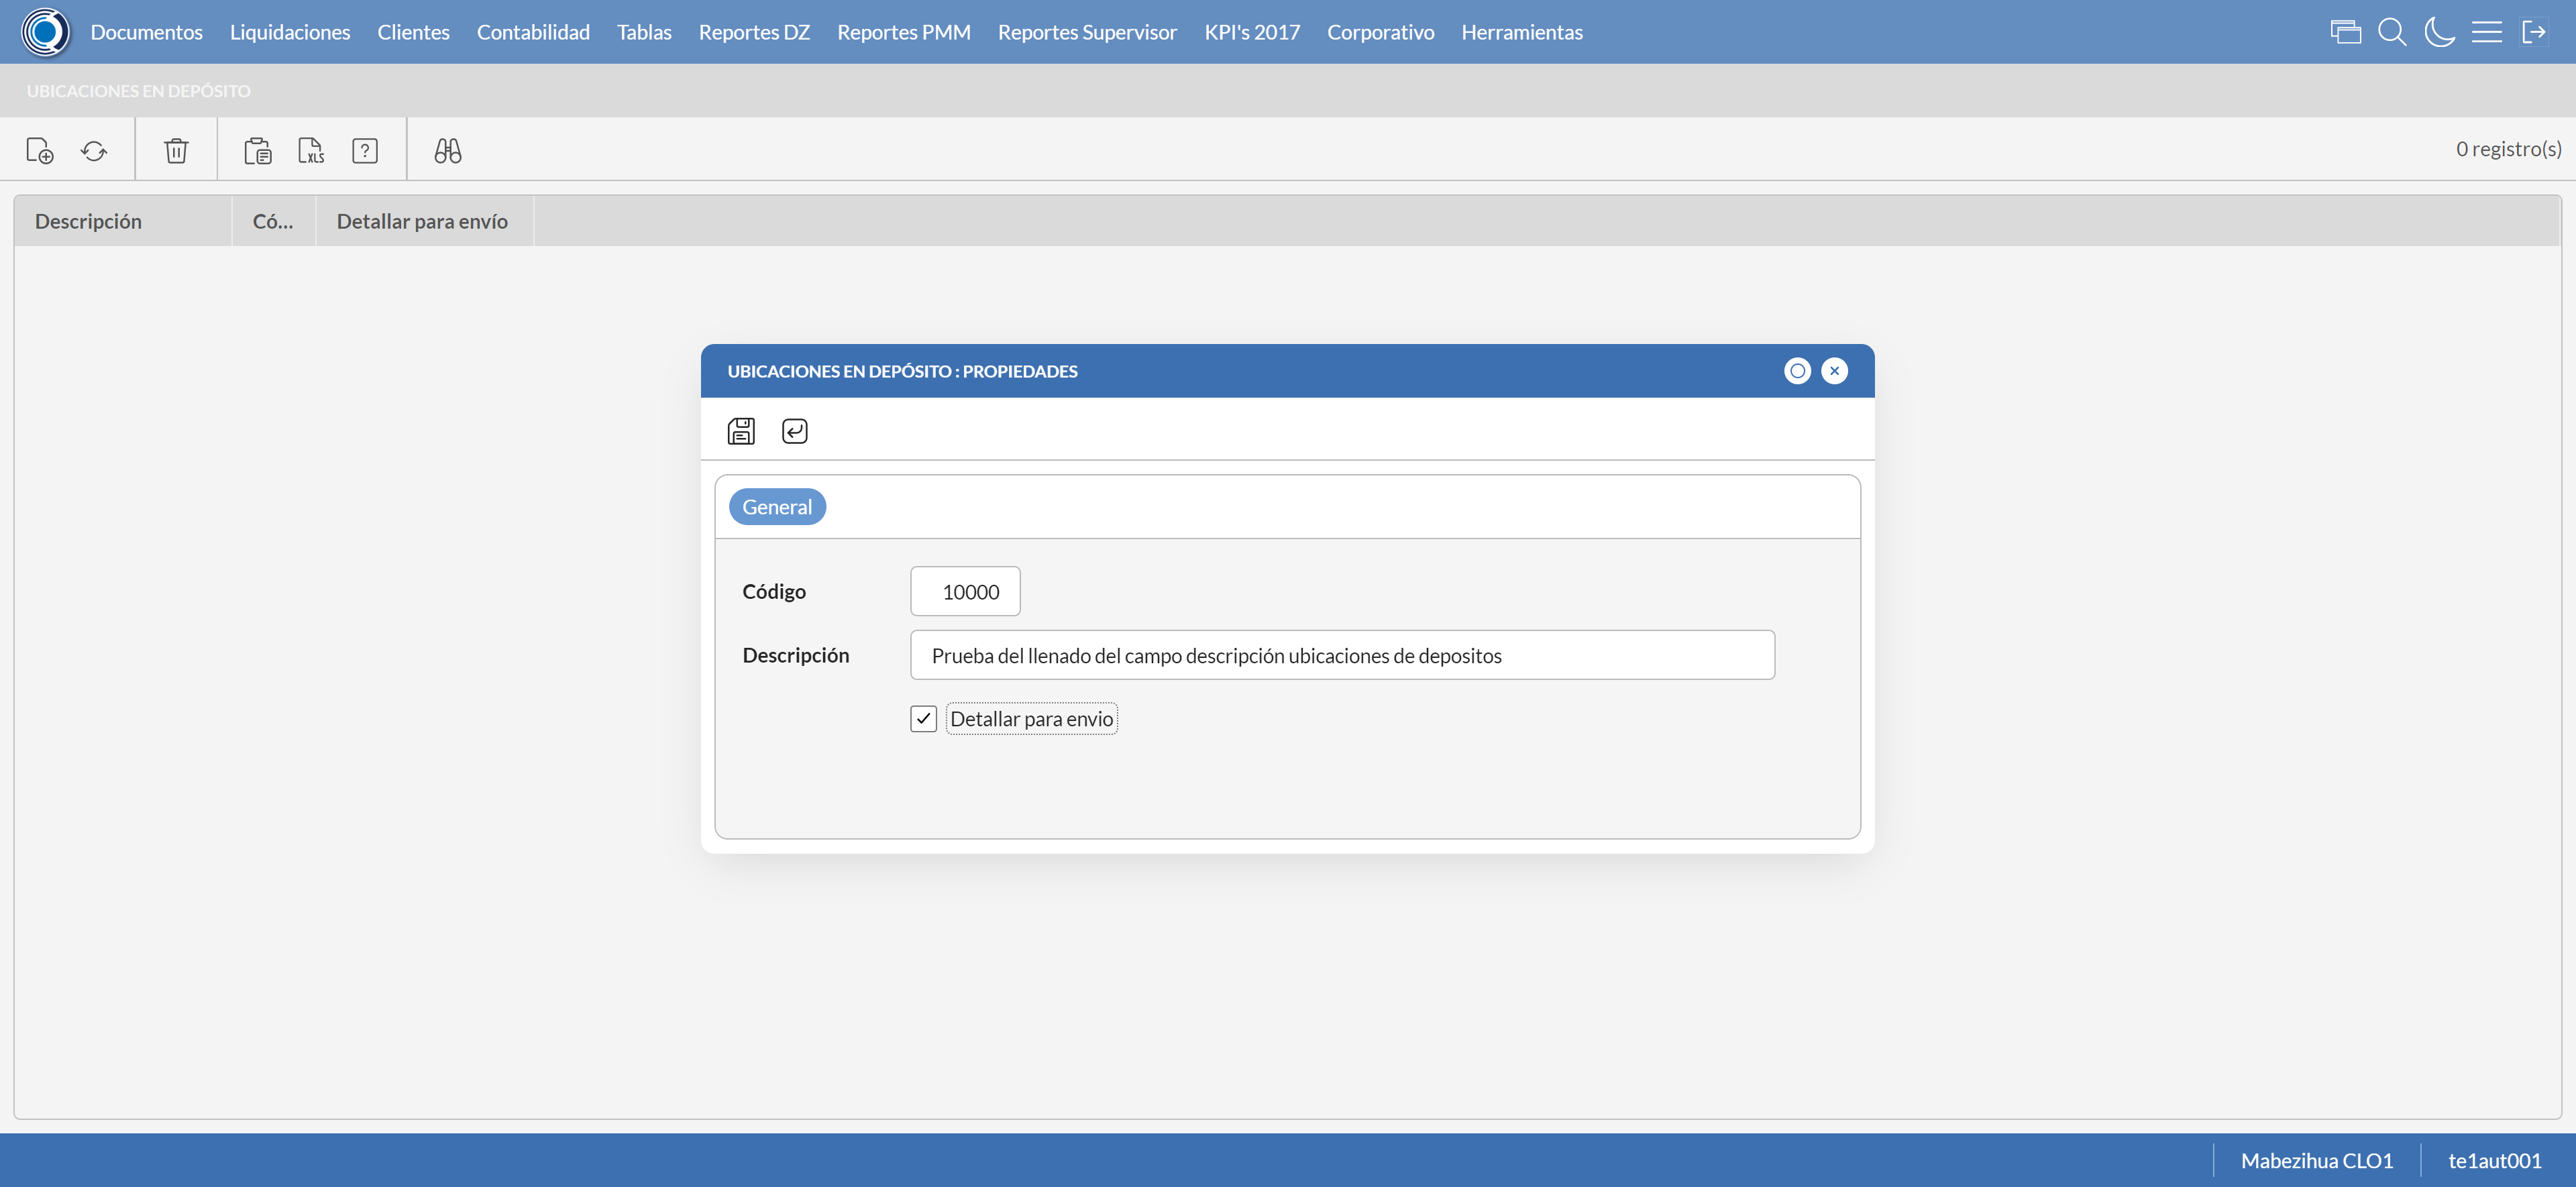 Documentos Liquidaciones Clientes Contabilidad Tablas Reportes DZ Reportes PMM Reportes Supervisor KPI's 2017 Corporativo Herramientas
UBICACIONES EN DEPÓSITO
XLS ? 0 registro(s)
Descripción Có... Detallar para envío
UBICACIONES EN DEPÓSITO : PROPIEDADES
General
Código 10000
Descripción Prueba del llenado del campo descripción ubicaciones de depositos
Detallar para envio
Mabezihua CLO1 te1aut001